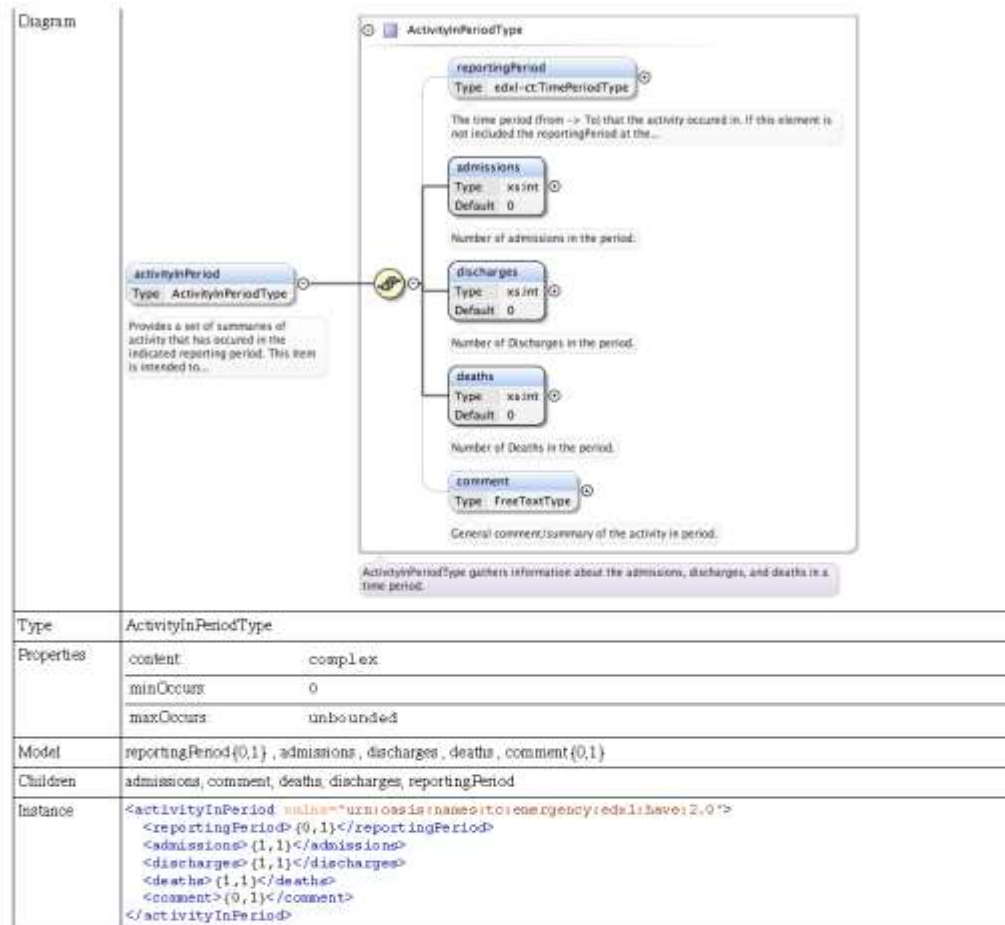 Diagram
ActivityInPeriodType
reportingPeriod
Type edxl-ct:TimePeriodType
The time period (from -> To) that the activity occured in. If this element is
not included the reportingPeriod at the...
admissions
Type xs:int
Default 0
Number of admissions in the period.
activityInPeriod
Type ActivityInPeriodType
Provides a set of summaries of
activity that has occured in the
indicated reporting period. This item
is intended to...
discharges
Type xs:int
Default 0
Number of Discharges in the period.
deaths
Type xs:int
Default 0
Number of Deaths in the period.
comment
Type FreeTextType
General comment/summary of the activity in period.
ActivityInPeriodType gathers information about the admissions, discharges, and deaths in a
time period.
Type ActivityInPeriodType
Properties
content complex
minOccurs 0
maxOccurs unbounded
Model reportingPeriod{0,1} , admissions , discharges , deaths , comment{0,1}
Children admissions, comment, deaths, discharges, reportingPeriod
Instance
<activityInPeriod xmlns="urn:oasis:names:tc:emergency:edxl:have:2.0">
<reportingPeriod>{0,1}</reportingPeriod>
<admissions>{1,1}</admissions>
<discharges>{1,1}</discharges>
<deaths>{1,1}</deaths>
<comment>{0,1}</comment>
</activityInPeriod>